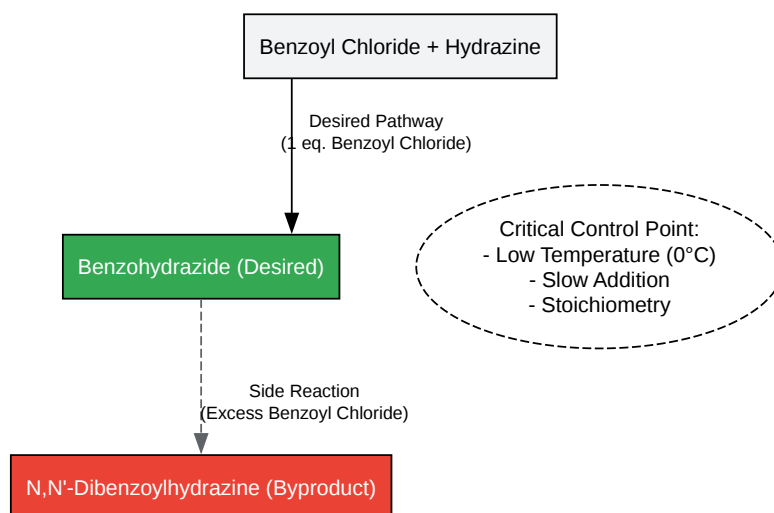 Benzoyl Chloride + Hydrazine
Desired Pathway
(1 eq. Benzoyl Chloride)
Benzohydrazide (Desired)
Critical Control Point:
- Low Temperature (0°C)
- Slow Addition
- Stoichiometry
Side Reaction
(Excess Benzoyl Chloride)
N,N'-Dibenzoylhydrazine (Byproduct)